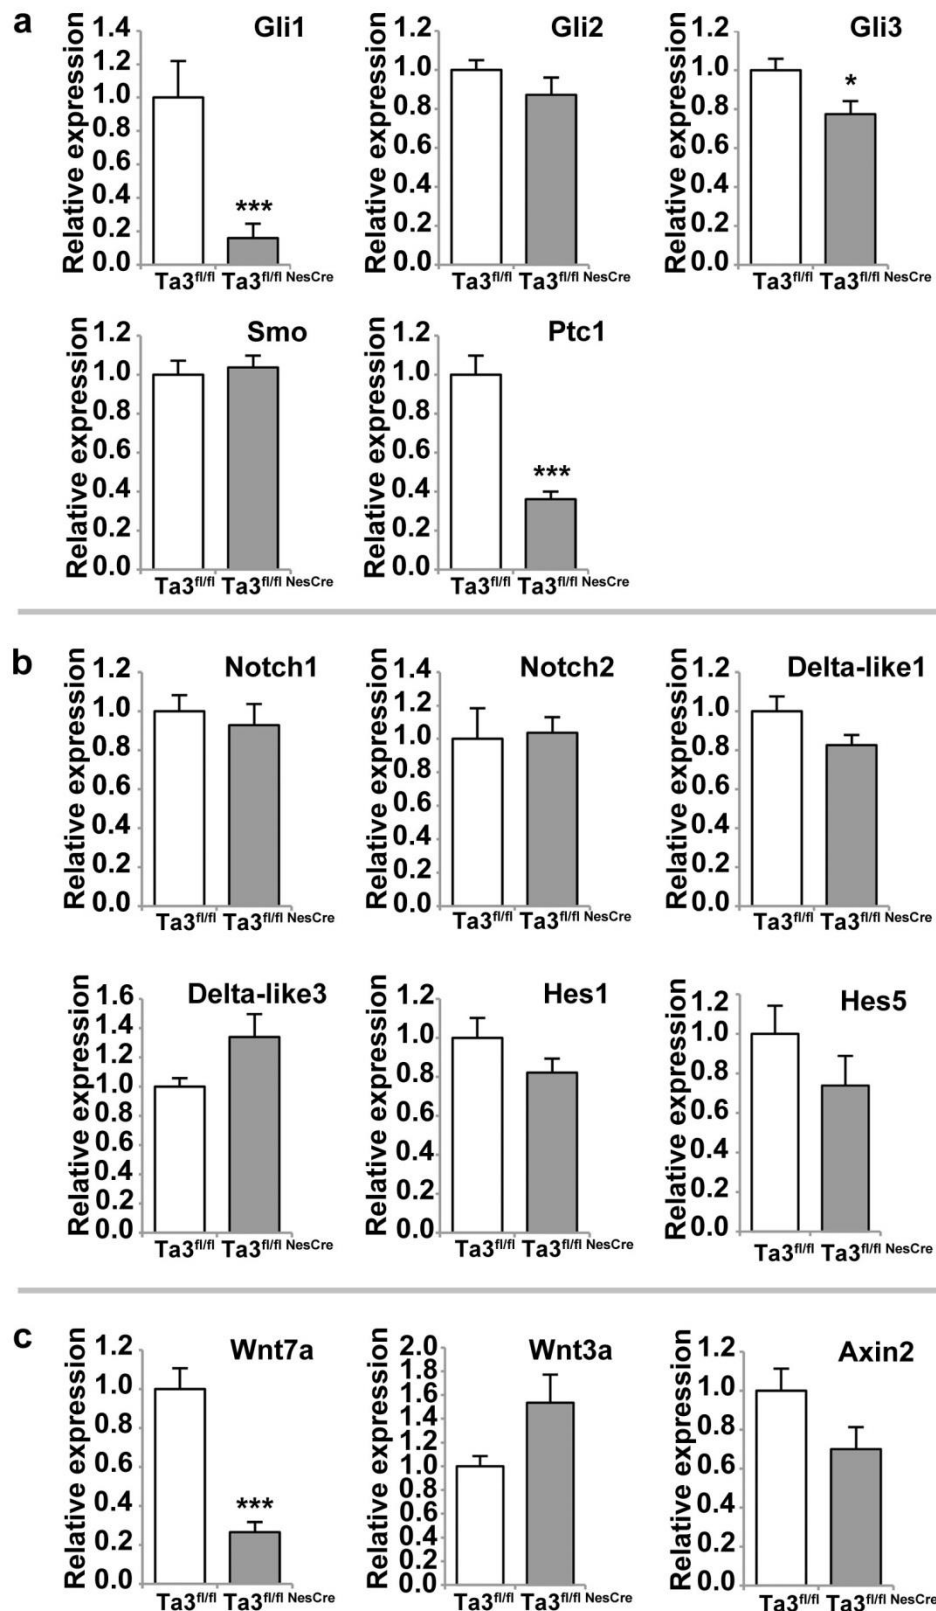 a
Gli1
Relative expression
1.4
1.2
1.0
0.8
0.6
0.4
0.2
0.0
***
Ta3fl/fl Ta3fl/fl NesCre
Gli2
Relative expression
1.2
1.0
0.8
0.6
0.4
0.2
0.0
Ta3fl/fl Ta3fl/fl NesCre
Gli3
Relative expression
1.2
1.0
0.8
0.6
0.4
0.2
0.0
*
Ta3fl/fl Ta3fl/fl NesCre
Smo
Relative expression
1.2
1.0
0.8
0.6
0.4
0.2
0.0
Ta3fl/fl Ta3fl/fl NesCre
Ptc1
Relative expression
1.2
1.0
0.8
0.6
0.4
0.2
0.0
***
Ta3fl/fl Ta3fl/fl NesCre
b
Notch1
Relative expression
1.2
1.0
0.8
0.6
0.4
0.2
0.0
Ta3fl/fl Ta3fl/fl NesCre
Notch2
Relative expression
1.4
1.2
1.0
0.8
0.6
0.4
0.2
0.0
Ta3fl/fl Ta3fl/fl NesCre
Delta-like1
Relative expression
1.2
1.0
0.8
0.6
0.4
0.2
0.0
Ta3fl/fl Ta3fl/fl NesCre
Delta-like3
Relative expression
1.6
1.4
1.2
1.0
0.8
0.6
0.4
0.2
0.0
Ta3fl/fl Ta3fl/fl NesCre
Hes1
Relative expression
1.2
1.0
0.8
0.6
0.4
0.2
0.0
Ta3fl/fl Ta3fl/fl NesCre
Hes5
Relative expression
1.2
1.0
0.8
0.6
0.4
0.2
0.0
Ta3fl/fl Ta3fl/fl NesCre
c
Wnt7a
Relative expression
1.2
1.0
0.8
0.6
0.4
0.2
0.0
***
Ta3fl/fl Ta3fl/fl NesCre
Wnt3a
Relative expression
2.0
1.8
1.6
1.4
1.2
1.0
0.8
0.6
0.4
0.2
0.0
Ta3fl/fl Ta3fl/fl NesCre
Axin2
Relative expression
1.2
1.0
0.8
0.6
0.4
0.2
0.0
Ta3fl/fl Ta3fl/fl NesCre